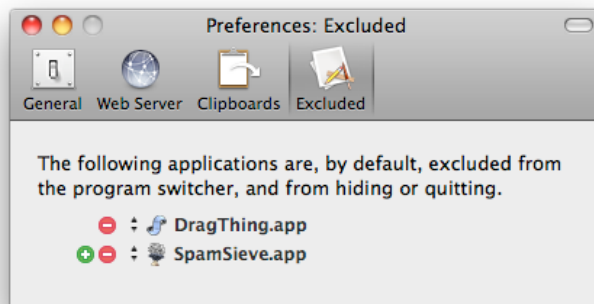 Preferences: Excluded
General Web Server Clipboards Excluded
The following applications are, by default, excluded from
the program switcher, and from hiding or quitting.
DragThing.app
SpamSieve.app